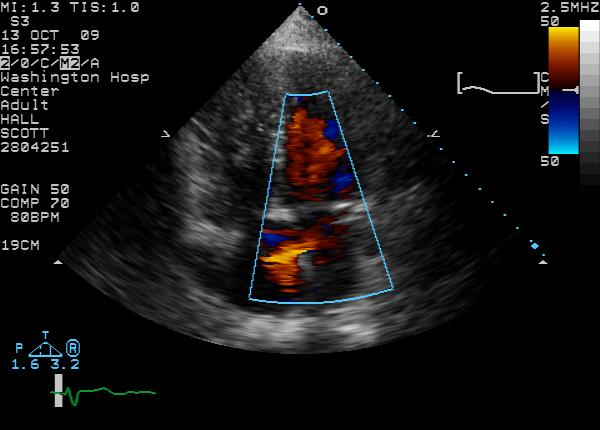 MI:1.3 TIS:1.0
S3
13 OCT 09
16:57:53
2/0/C/M2/A
Washington Hosp
Center
Adult
HALL
SCOTT
2804251
GAIN 50
COMP 70
80BPM
19CM
T
P R
1.6 3.2
2.5MHZ
50
C
M
/
S
50